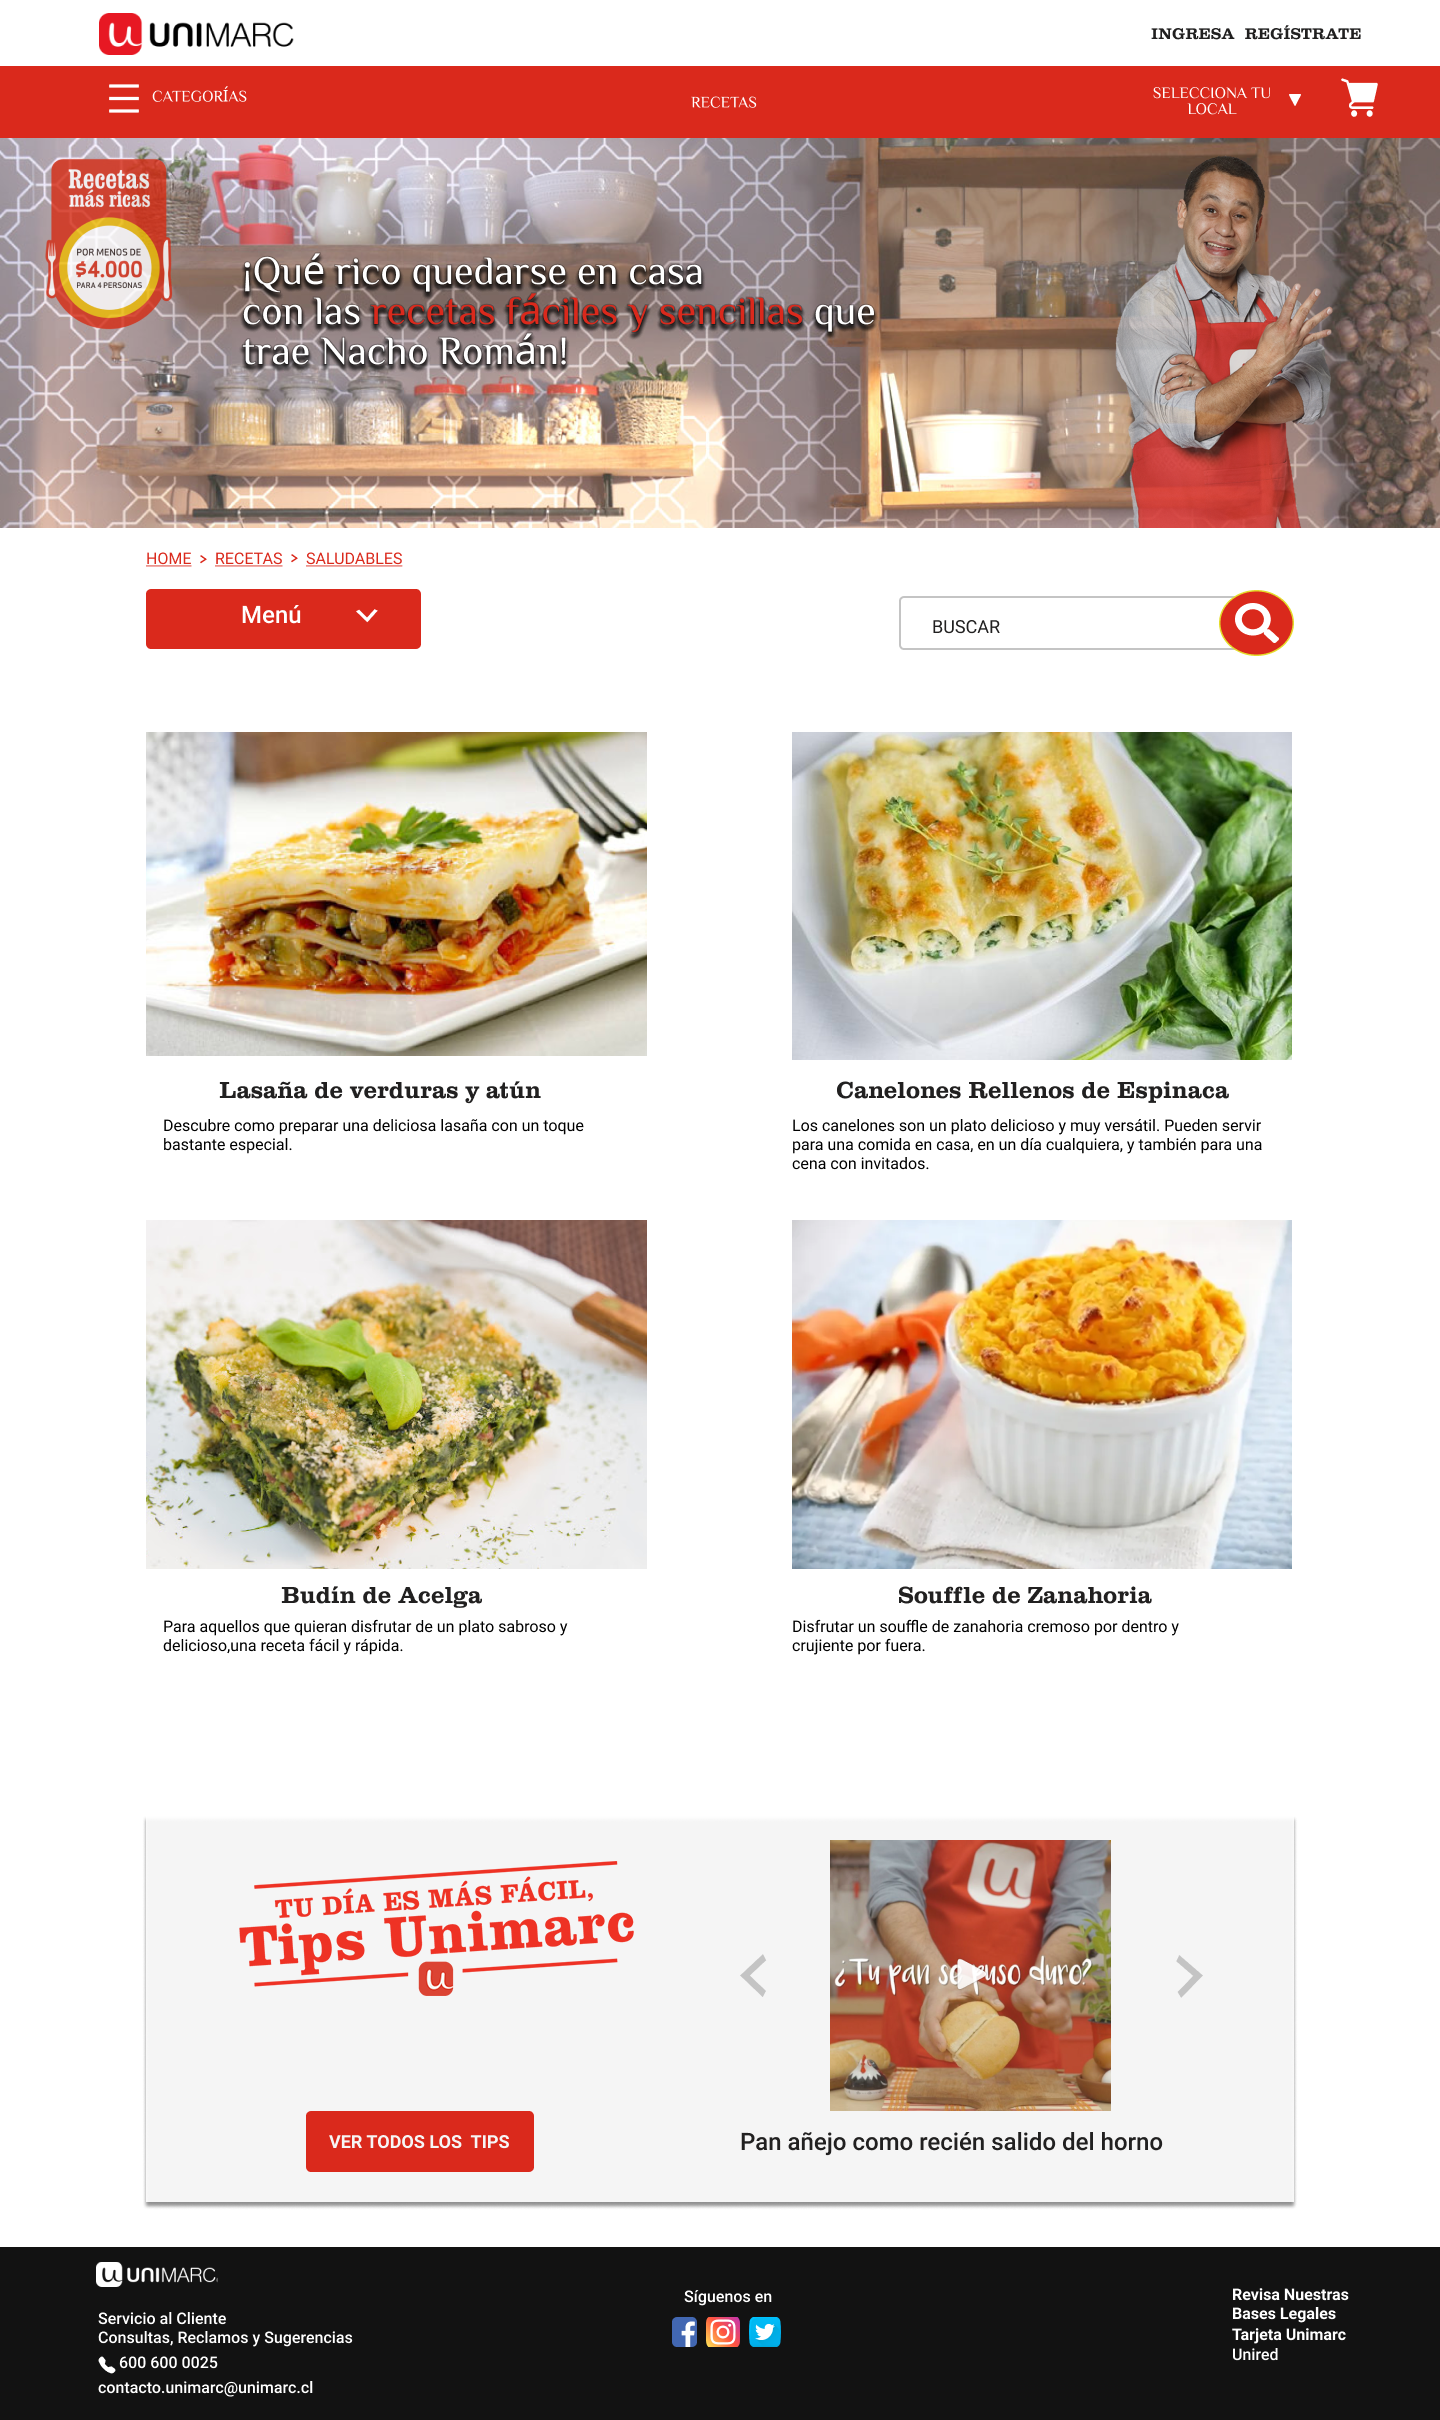 UNIMARC
INGRESA REGÍSTRATE
CATEGORÍAS
RECETAS
SELECCIONA TU
LOCAL
Recetas
más ricas
POR MENOS DE
$4.000
PARA 4 PERSONAS
¡Qué rico quedarse en casa
con las recetas fáciles y sencillas que
trae Nacho Román!
HOME > RECETAS > SALUDABLES
Menú
BUSCAR
Lasaña de verduras y atún
Descubre como preparar una deliciosa lasaña con un toque
bastante especial.
Canelones Rellenos de Espinaca
Los canelones son un plato delicioso y muy versátil. Pueden servir
para una comida en casa, en un día cualquiera, y también para una
cena con invitados.
Budín de Acelga
Para aquellos que quieran disfrutar de un plato sabroso y
delicioso,una receta fácil y rápida.
Souffle de Zanahoria
Disfrutar un souffle de zanahoria cremoso por dentro y
crujiente por fuera.
TU DÍA ES MÁS FÁCIL,
Tips Unimarc
¿Tu pan se puso duro?
VER TODOS LOS TIPS
Pan añejo como recién salido del horno
UNIMARC
Servicio al Cliente
Consultas, Reclamos y Sugerencias
600 600 0025
contacto.unimarc@unimarc.cl
Síguenos en
Revisa Nuestras
Bases Legales
Tarjeta Unimarc
Unired